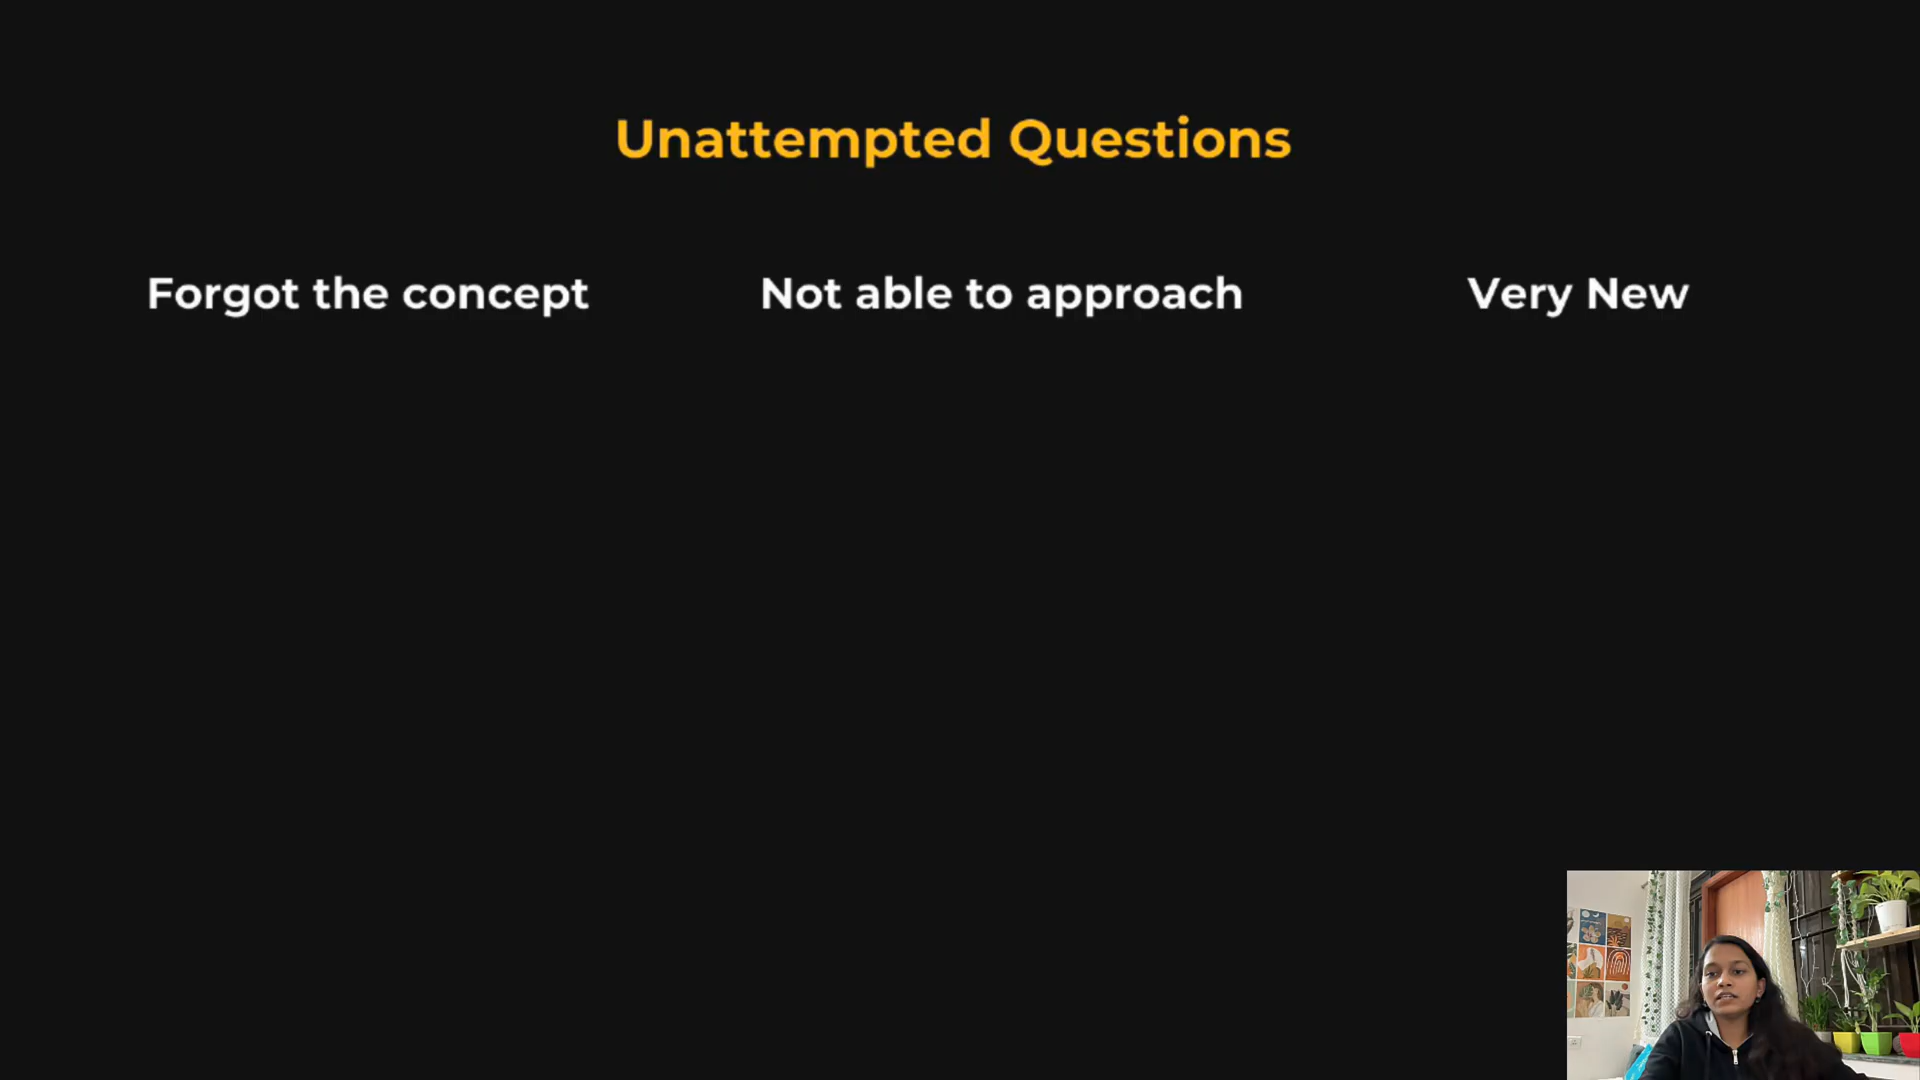 Unattempted Questions
Forgot the concept
Not able to approach
Very New